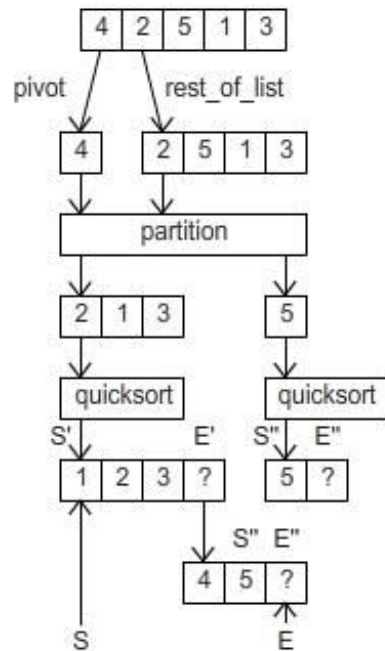 4 2 5 1 3
pivot rest_of_list
4 2 5 1 3
partition
2 1 3 5
quicksort quicksort
S' E' S" E"
1 2 3 ? 5 ?
S" E"
4 5 ?
S E